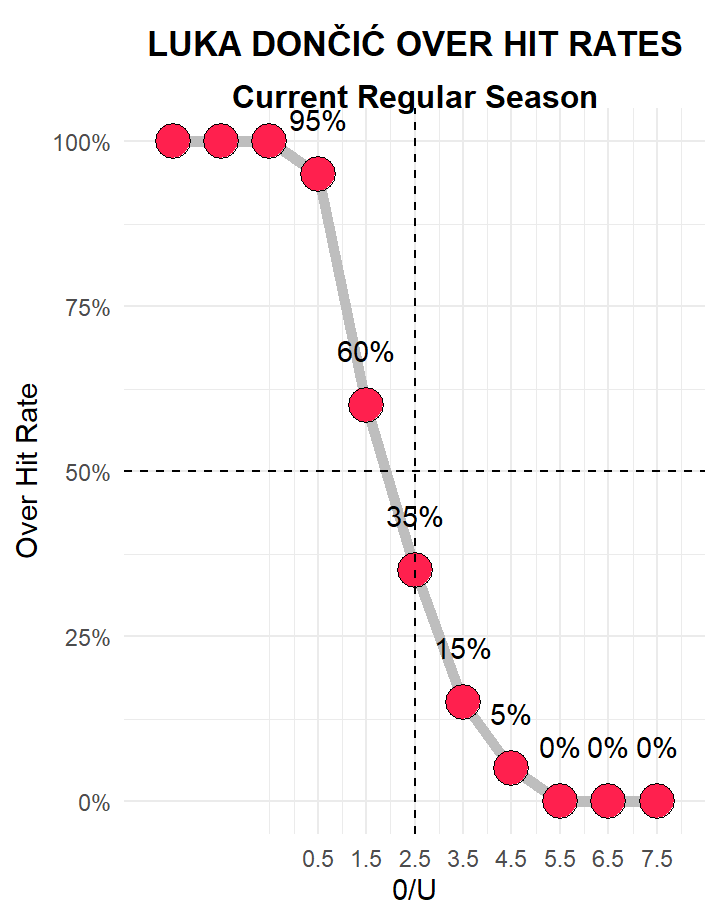 LUKA DONČIĆ OVER HIT RATES
Current Regular Season
95%
100%
75%
60%
50%
35%
25%
15%
5%
0% 0% 0%
0%
Over Hit Rate
0.5 1.5 2.5 3.5 4.5 5.5 6.5 7.5
0/U